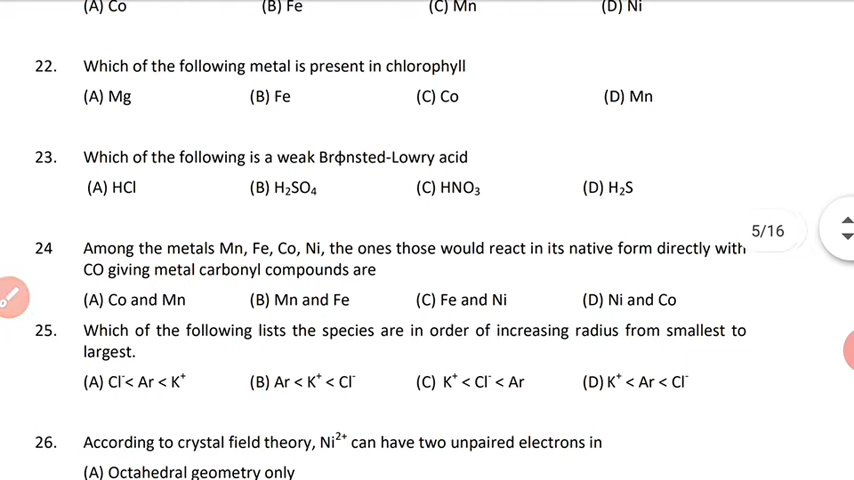 (A) Co (B) Fe (C) Mn (D) Ni
22. Which of the following metal is present in chlorophyll
(A) Mg (B) Fe (C) Co (D) Mn
23. Which of the following is a weak Brφnsted-Lowry acid
(A) HCl (B) H₂SO₄ (C) HNO₃ (D) H₂S
5/16
24 Among the metals Mn, Fe, Co, Ni, the ones those would react in its native form directly with
CO giving metal carbonyl compounds are
(A) Co and Mn (B) Mn and Fe (C) Fe and Ni (D) Ni and Co
25. Which of the following lists the species are in order of increasing radius from smallest to
largest.
(A) Cl⁻< Ar < K⁺ (B) Ar < K⁺ < Cl⁻ (C) K⁺ < Cl⁻ < Ar (D) K⁺ < Ar < Cl⁻
26. According to crystal field theory, Ni²⁺ can have two unpaired electrons in
(A) Octahedral geometry only